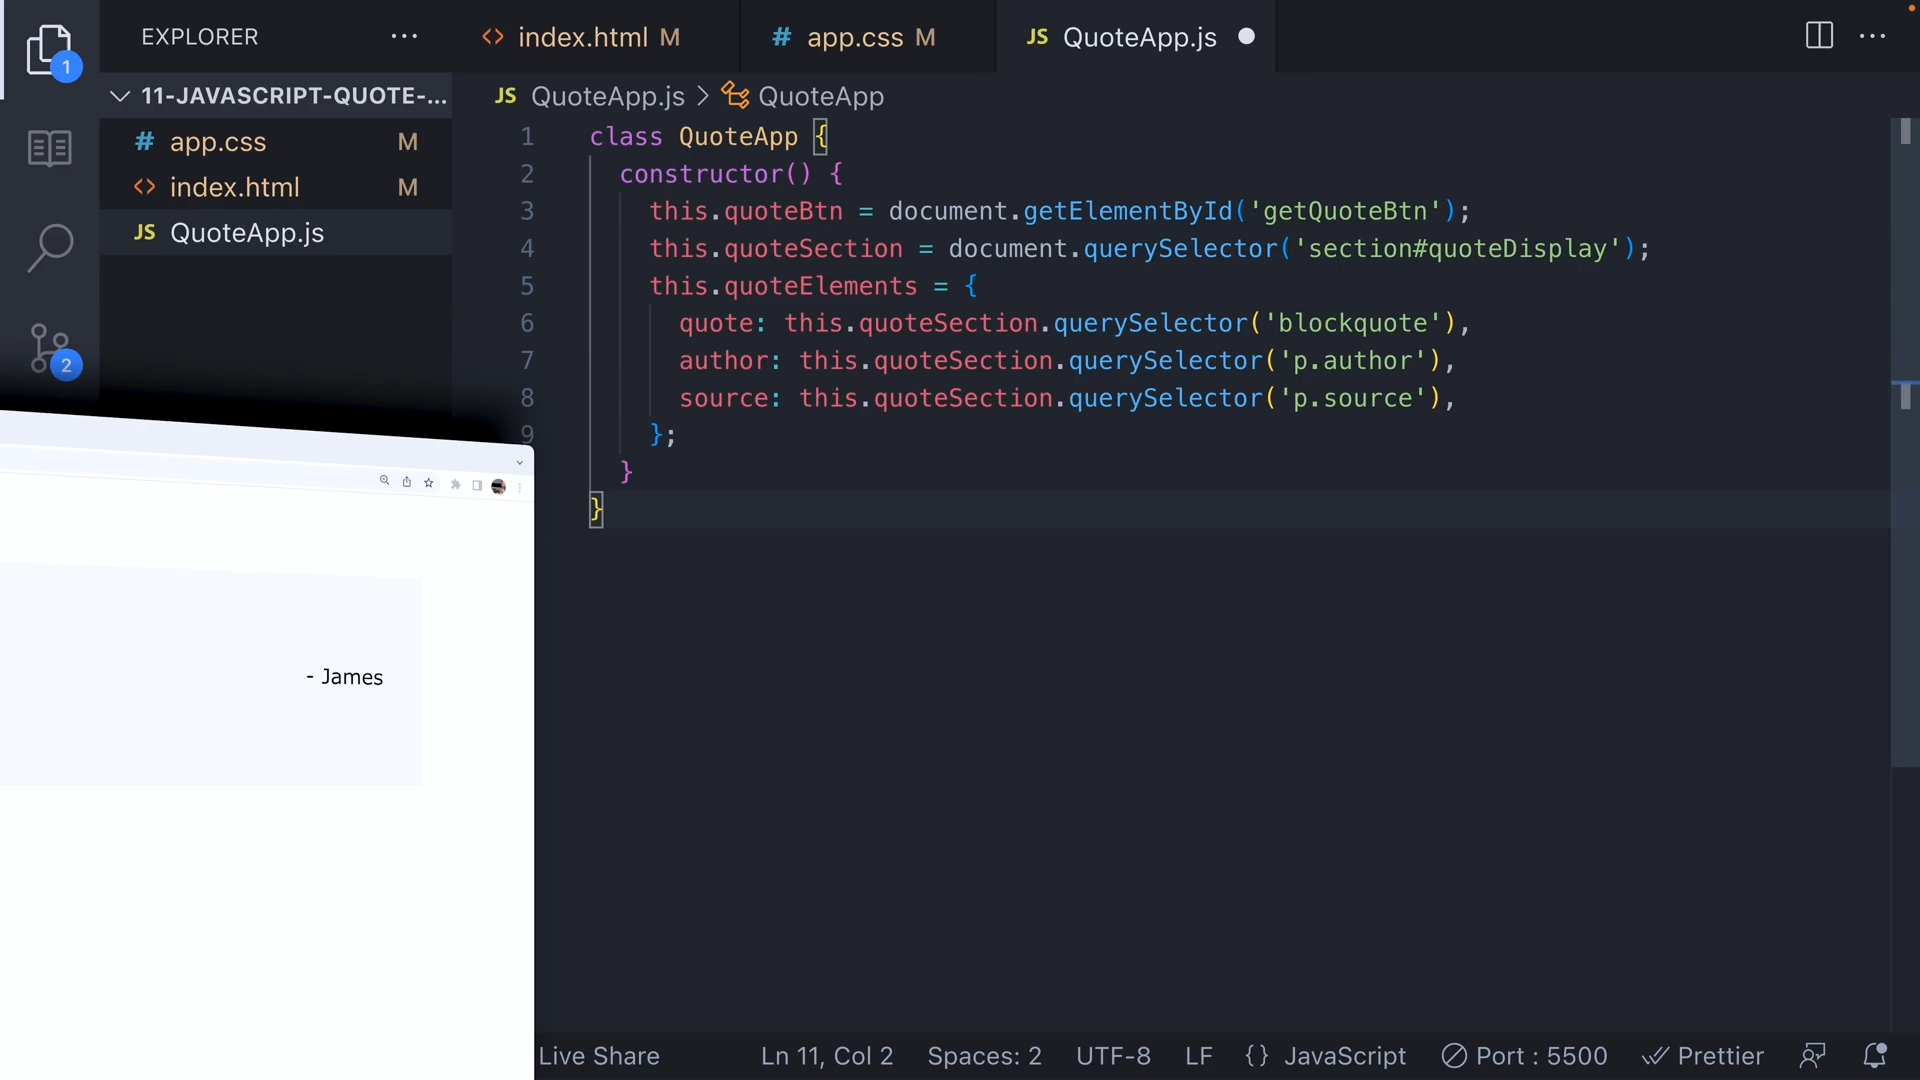 EXPLORER ...
1
11-JAVASCRIPT-QUOTE-...
# app.css M
<> index.html M
JS QuoteApp.js
2
<> index.html M
# app.css M
JS QuoteApp.js
JS QuoteApp.js > QuoteApp
1 class QuoteApp {
2 constructor() {
3 this.quoteBtn = document.getElementById('getQuoteBtn');
4 this.quoteSection = document.querySelector('section#quoteDisplay');
5 this.quoteElements = {
6 quote: this.quoteSection.querySelector('blockquote'),
7 author: this.quoteSection.querySelector('p.author'),
8 source: this.quoteSection.querySelector('p.source'),
9 };
}
}
- James
Live Share Ln 11, Col 2 Spaces: 2 UTF-8 LF {} JavaScript Port : 5500 Prettier